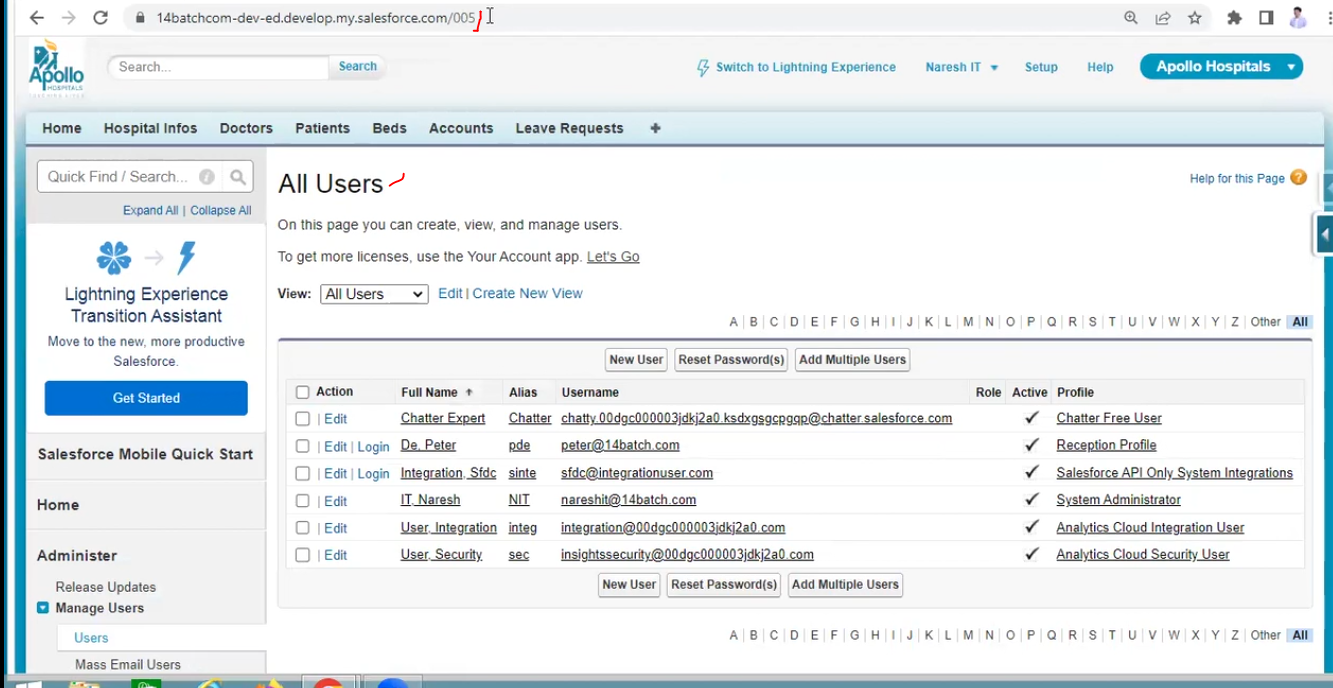 14batchcom-dev-ed.develop.my.salesforce.com/005
Apollo
HOSPITALS
Search...
Search
Switch to Lightning Experience
Naresh IT
Setup
Help
Apollo Hospitals
Home Hospital Infos Doctors Patients Beds Accounts Leave Requests +
Quick Find / Search...
Expand All | Collapse All
Lightning Experience
Transition Assistant
Move to the new, more productive
Salesforce.
Get Started
Salesforce Mobile Quick Start
Home
Administer
Release Updates
Manage Users
Users
Mass Email Users
All Users
Help for this Page ?
On this page you can create, view, and manage users.
To get more licenses, use the Your Account app. Let's Go
View: All Users Edit | Create New View
A | B | C | D | E | F | G | H | I | J | K | L | M | N | O | P | Q | R | S | T | U | V | W | X | Y | Z | Other All
New User Reset Password(s) Add Multiple Users
Action Full Name Alias Username Role Active Profile
| Edit Chatter Expert Chatter chatty.00dgc000003jdkj2a0.ksdxgsgcpgqp@chatter.salesforce.com Chatter Free User
| Edit | Login De, Peter pde peter@14batch.com Reception Profile
| Edit | Login Integration, Sfdc sinte sfdc@integrationuser.com Salesforce API Only System Integrations
| Edit IT, Naresh NIT nareshit@14batch.com System Administrator
| Edit User, Integration integ integration@00dgc000003jdkj2a0.com Analytics Cloud Integration User
| Edit User, Security sec insightssecurity@00dgc000003jdkj2a0.com Analytics Cloud Security User
New User Reset Password(s) Add Multiple Users
A | B | C | D | E | F | G | H | I | J | K | L | M | N | O | P | Q | R | S | T | U | V | W | X | Y | Z | Other All